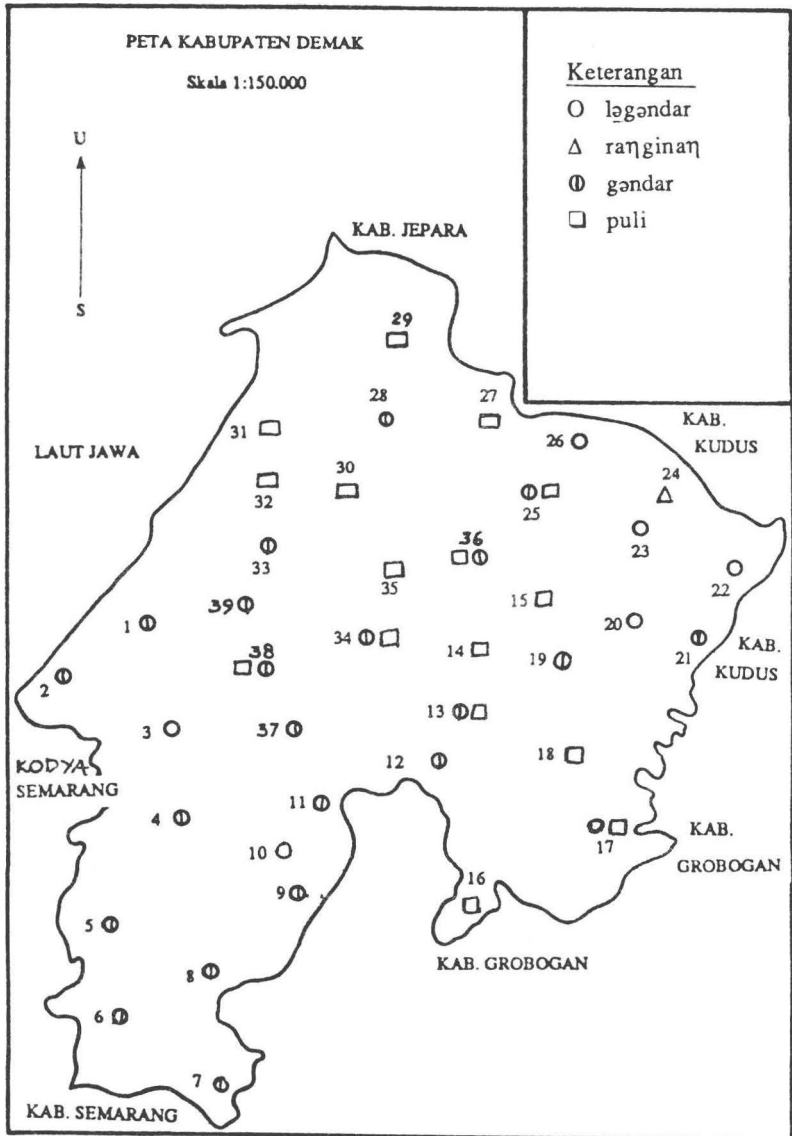 PETA KABUPATEN DEMAK
Skala 1:150.000
U
S
Keterangan
ləgəndar
raηginaη
gəndar
puli
KAB. JEPARA
29
28
27
KAB.
KUDUS
31
26
LAUT JAWA
24
32
30
25
23
33
36
22
35
39
15
1
20
34
14
19
21
KAB.
KUDUS
38
2
3
37
13
18
12
KODYA
SEMARANG
11
4
17
KAB.
GROBOGAN
10
16
9
5
KAB. GROBOGAN
8
6
7
KAB. SEMARANG